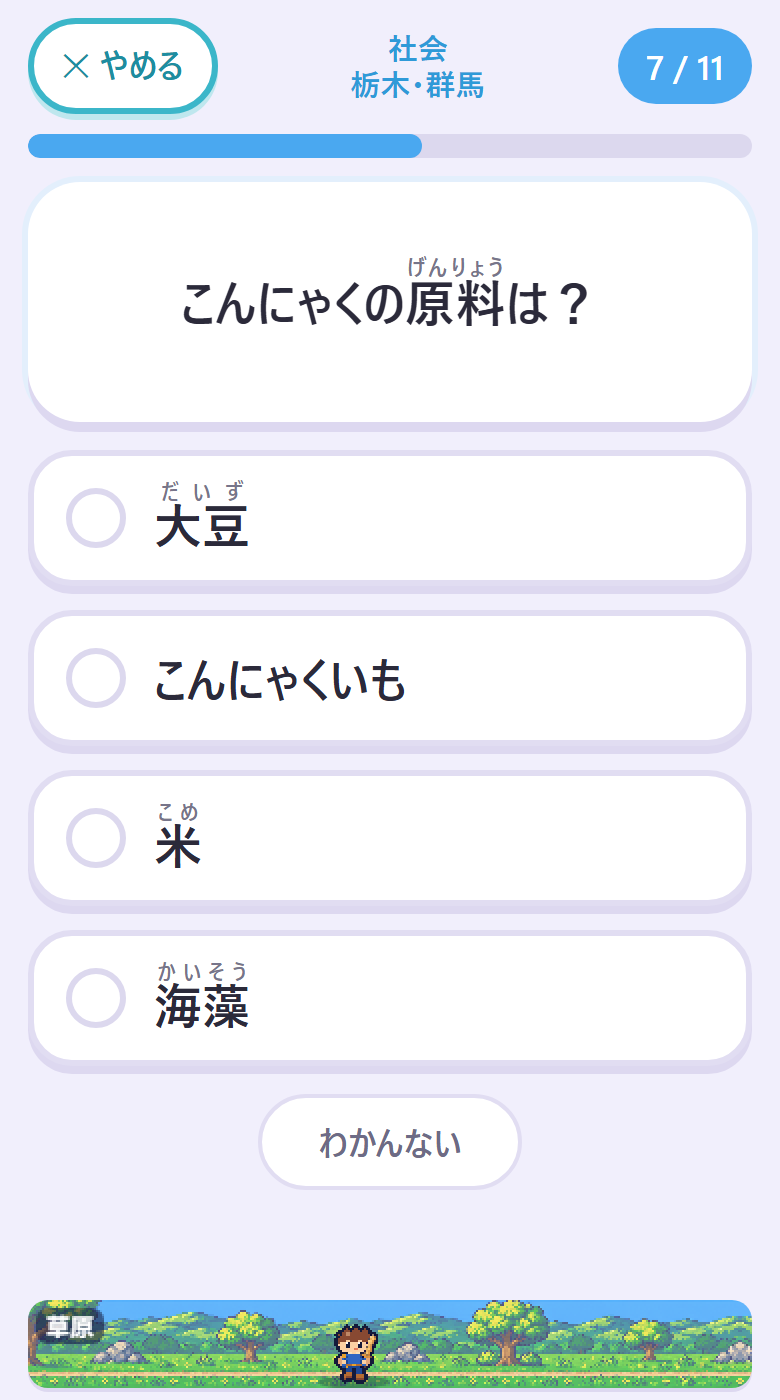 × やめる
社会
栃木・群馬
7 / 11
げんりょう
こんにゃくの原料は？
だいず
大豆
こんにゃくいも
こめ
米
かいそう
海藻
わかんない
草原